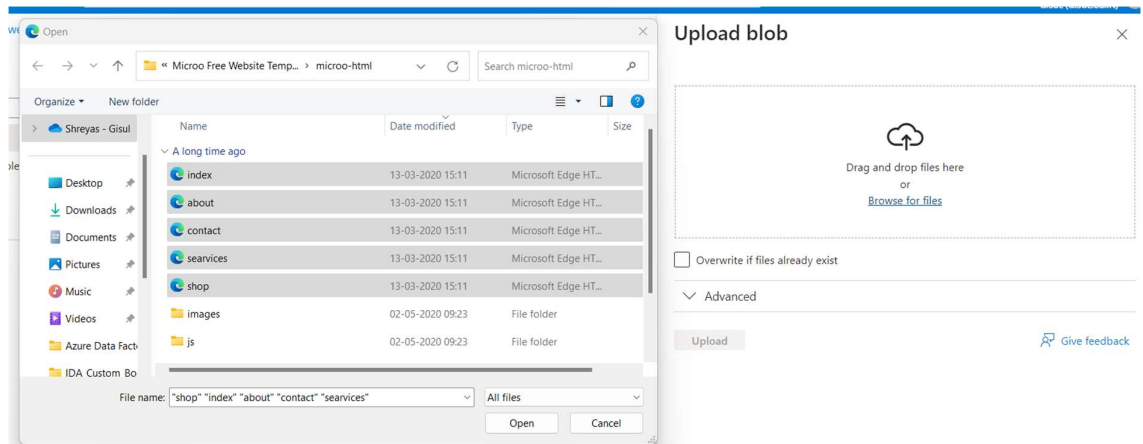 Open
« Microo Free Website Temp... › microo-html
Search microo-html
Organize
New folder
Shreyas - Gisul
Desktop
Downloads
Documents
Pictures
Music
Videos
Azure Data Fact
IDA Custom Bo
Name Date modified Type Size
A long time ago
index 13-03-2020 15:11 Microsoft Edge HT...
about 13-03-2020 15:11 Microsoft Edge HT...
contact 13-03-2020 15:11 Microsoft Edge HT...
searvices 13-03-2020 15:11 Microsoft Edge HT...
shop 13-03-2020 15:11 Microsoft Edge HT...
images 02-05-2020 09:23 File folder
js 02-05-2020 09:23 File folder
File name: "shop" "index" "about" "contact" "searvices"
All files
Open Cancel
Upload blob
Drag and drop files here
or
Browse for files
Overwrite if files already exist
Advanced
Upload
Give feedback